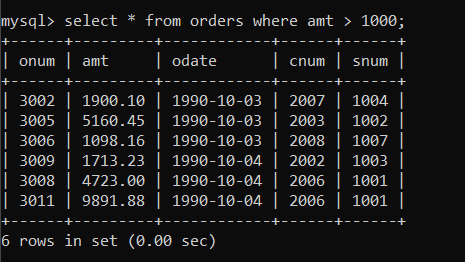 mysql> select * from orders where amt > 1000;
+------+---------+------------+------+------+
| onum | amt     | odate      | cnum | snum |
+------+---------+------------+------+------+
| 3002 | 1900.10 | 1990-10-03 | 2007 | 1004 |
| 3005 | 5160.45 | 1990-10-03 | 2003 | 1002 |
| 3006 | 1098.16 | 1990-10-03 | 2008 | 1007 |
| 3009 | 1713.23 | 1990-10-04 | 2002 | 1003 |
| 3008 | 4723.00 | 1990-10-04 | 2006 | 1001 |
| 3011 | 9891.88 | 1990-10-04 | 2006 | 1001 |
+------+---------+------------+------+------+
6 rows in set (0.00 sec)